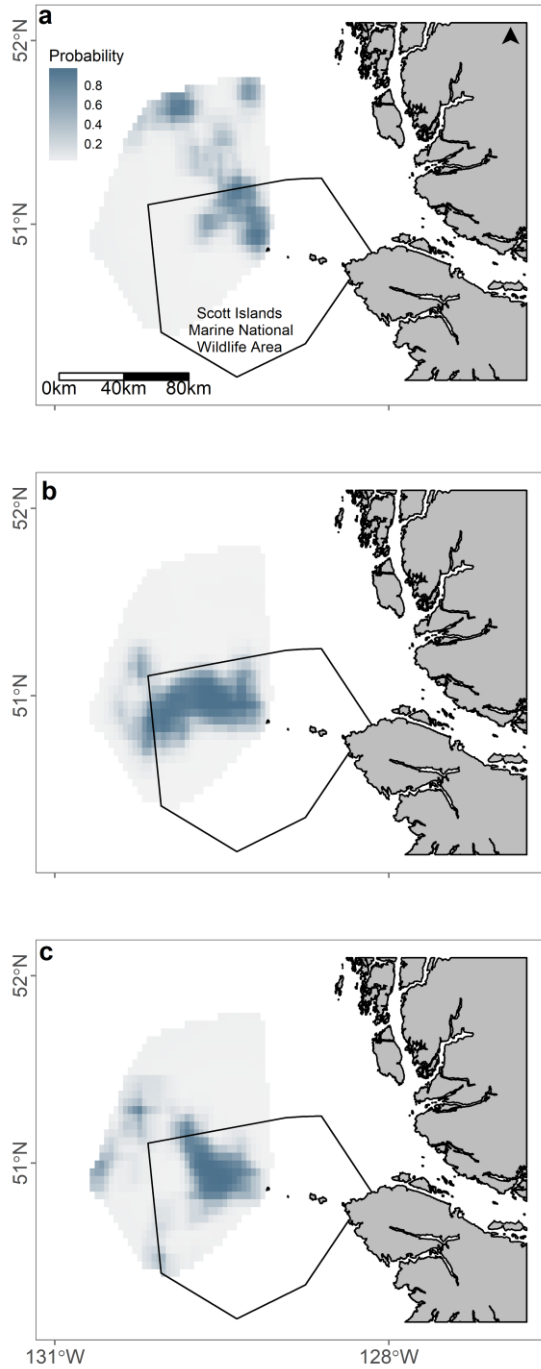 a
52°N
Probability
0.8
0.6
0.4
0.2
51°N
Scott Islands
Marine National
Wildlife Area
0km 40km 80km
b
52°N
51°N
c
52°N
51°N
131°W 128°W